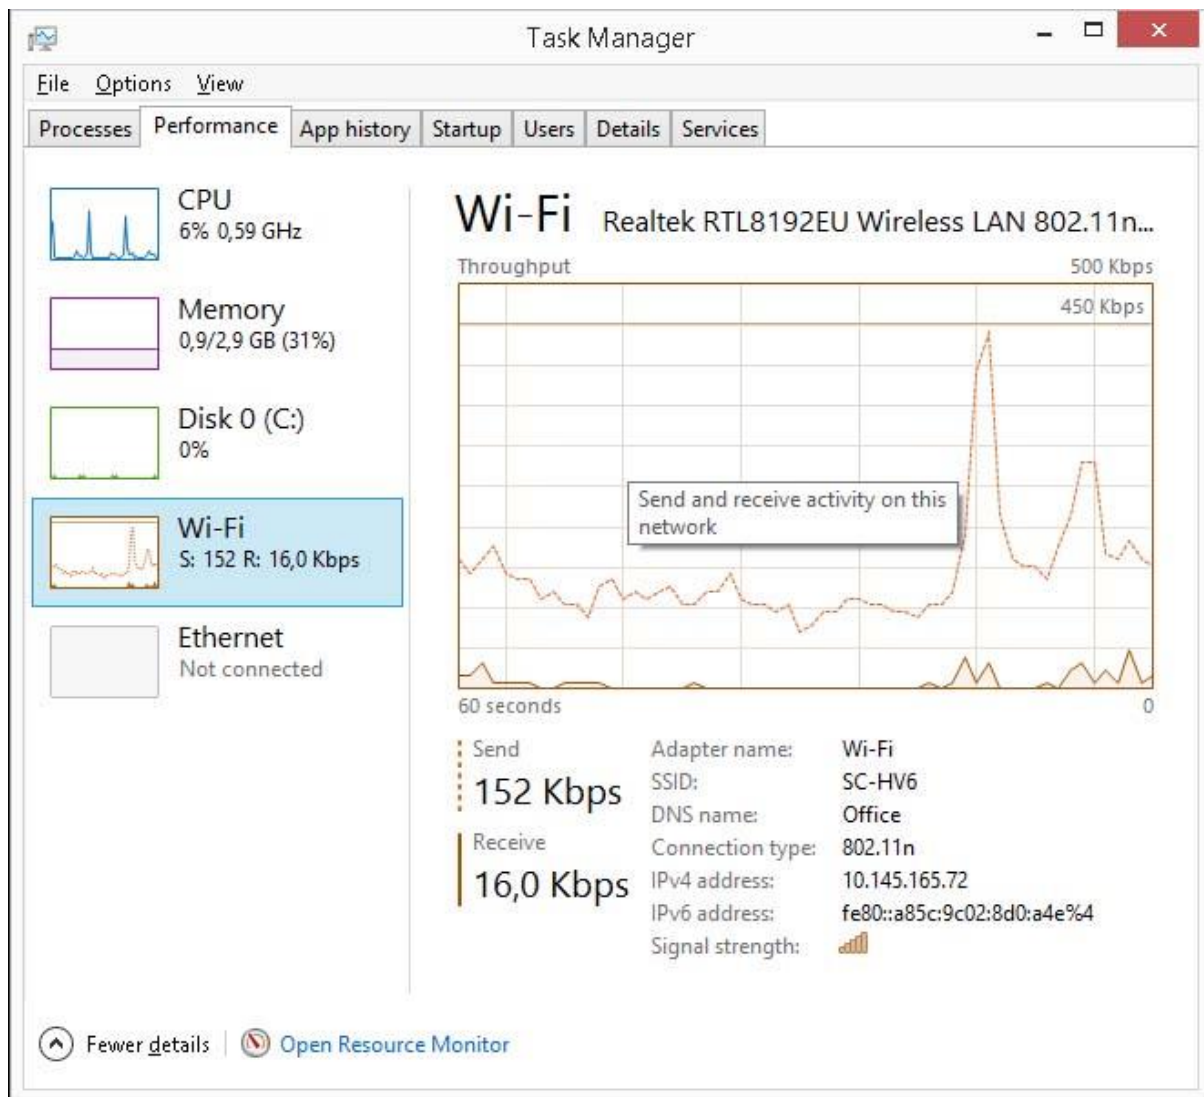 Task Manager
File Options View
Processes Performance App history Startup Users Details Services
CPU
6% 0,59 GHz
Memory
0,9/2,9 GB (31%)
Disk 0 (C:)
0%
Wi-Fi
S: 152 R: 16,0 Kbps
Ethernet
Not connected
Wi-Fi Realtek RTL8192EU Wireless LAN 802.11n...
Throughput 500 Kbps
450 Kbps
Send and receive activity on this
network
60 seconds 0
Send
152 Kbps
Receive
16,0 Kbps
Adapter name: Wi-Fi
SSID: SC-HV6
DNS name: Office
Connection type: 802.11n
IPv4 address: 10.145.165.72
IPv6 address: fe80::a85c:9c02:8d0:a4e%4
Signal strength:
Fewer details Open Resource Monitor